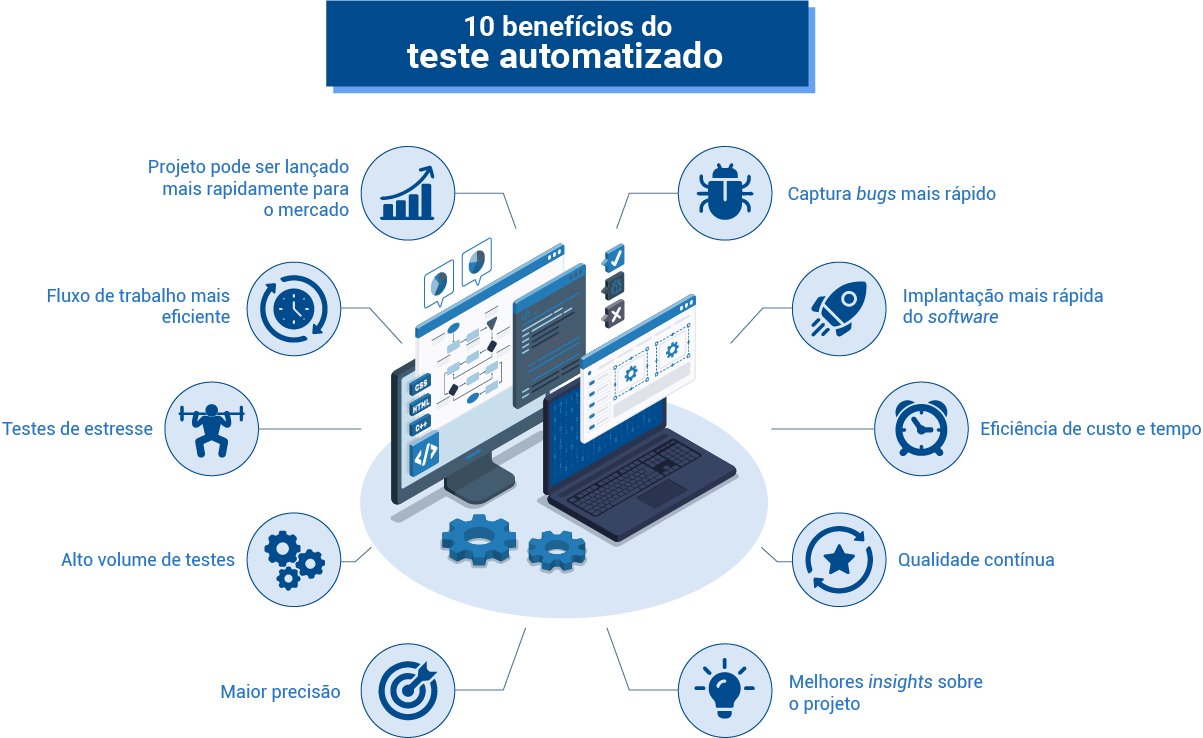 10 benefícios do
teste automatizado
Projeto pode ser lançado
mais rapidamente para
o mercado
Captura bugs mais rápido
Fluxo de trabalho mais
eficiente
Implantação mais rápida
do software
CSS
HTML
C++
</>
Testes de estresse
Eficiência de custo e tempo
Alto volume de testes
Qualidade contínua
Maior precisão
Melhores insights sobre
o projeto